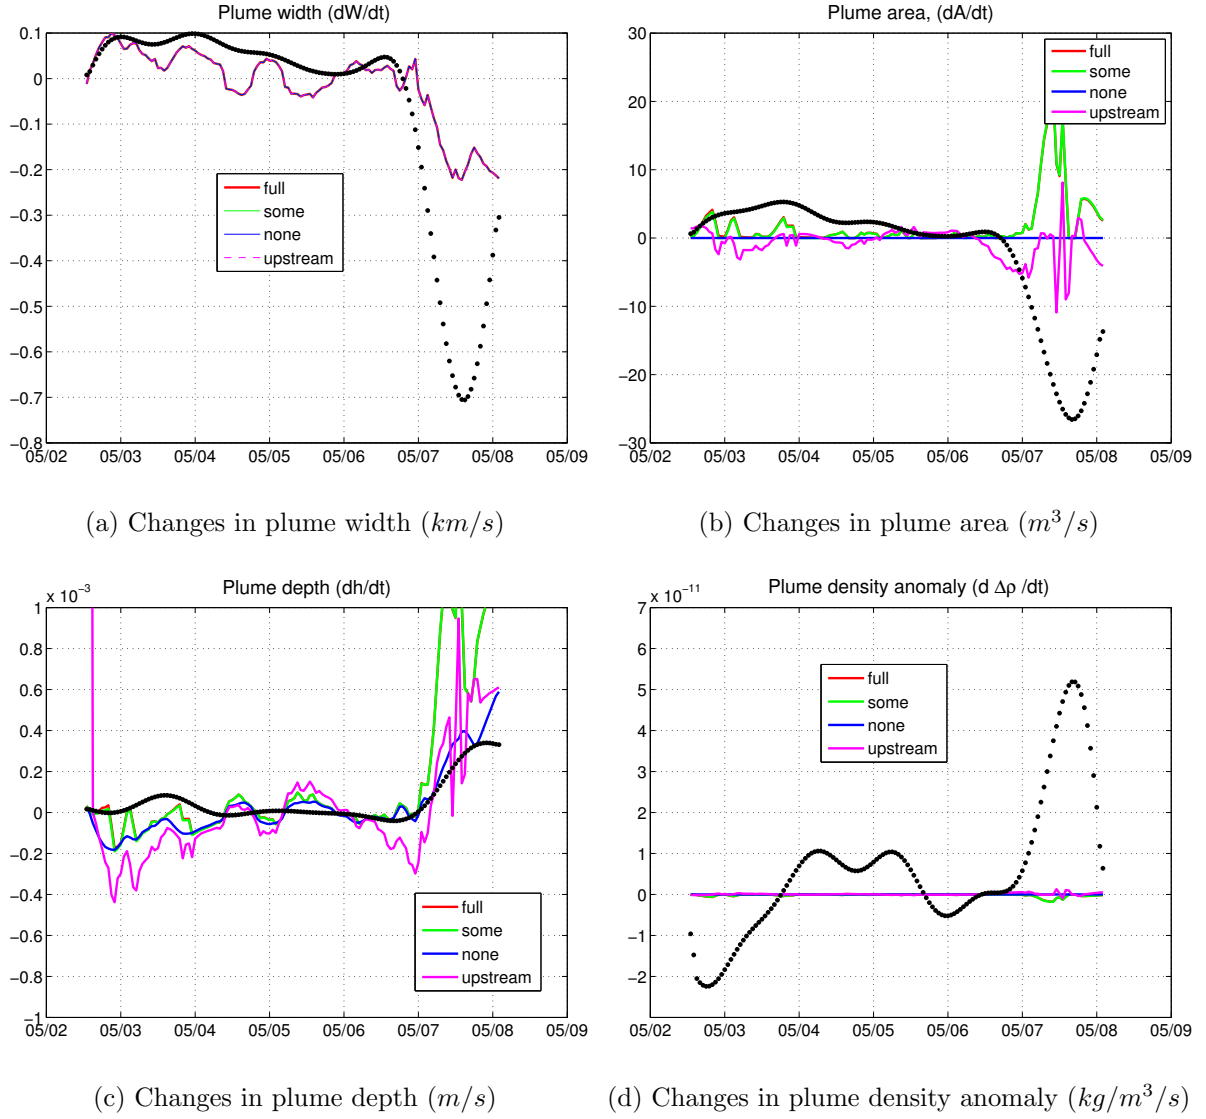 Plume width (dW/dt)
0.1
0
−0.1
−0.2
−0.3
−0.4
−0.5
−0.6
−0.7
−0.8
05/02 05/03 05/04 05/05 05/06 05/07 05/08 05/09
full
some
none
upstream
(a) Changes in plume width (km/s)
Plume area, (dA/dt)
30
20
10
0
−10
−20
−30
05/02 05/03 05/04 05/05 05/06 05/07 05/08 05/09
full
some
none
upstream
(b) Changes in plume area (m³/s)
Plume depth (dh/dt)
x 10⁻³
1
0.8
0.6
0.4
0.2
0
−0.2
−0.4
−0.6
−0.8
−1
05/02 05/03 05/04 05/05 05/06 05/07 05/08 05/09
full
some
none
upstream
(c) Changes in plume depth (m/s)
Plume density anomaly (d Δρ /dt)
x 10⁻¹¹
7
6
5
4
3
2
1
0
−1
−2
05/02 05/03 05/04 05/05 05/06 05/07 05/08 05/09
full
some
none
upstream
(d) Changes in plume density anomaly (kg/m³/s)